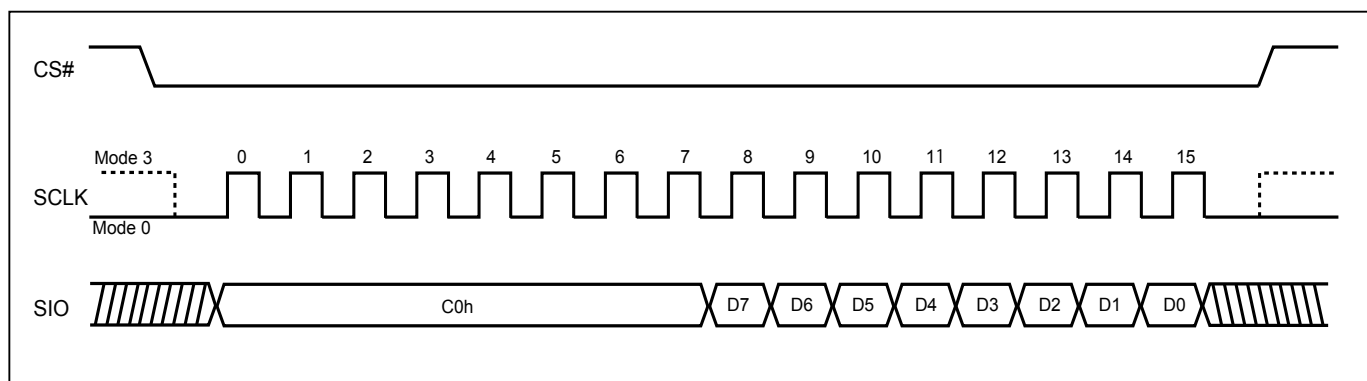 CS#
Mode 3
0 1 2 3 4 5 6 7 8 9 10 11 12 13 14 15
SCLK
Mode 0
SIO
C0h D7 D6 D5 D4 D3 D2 D1 D0